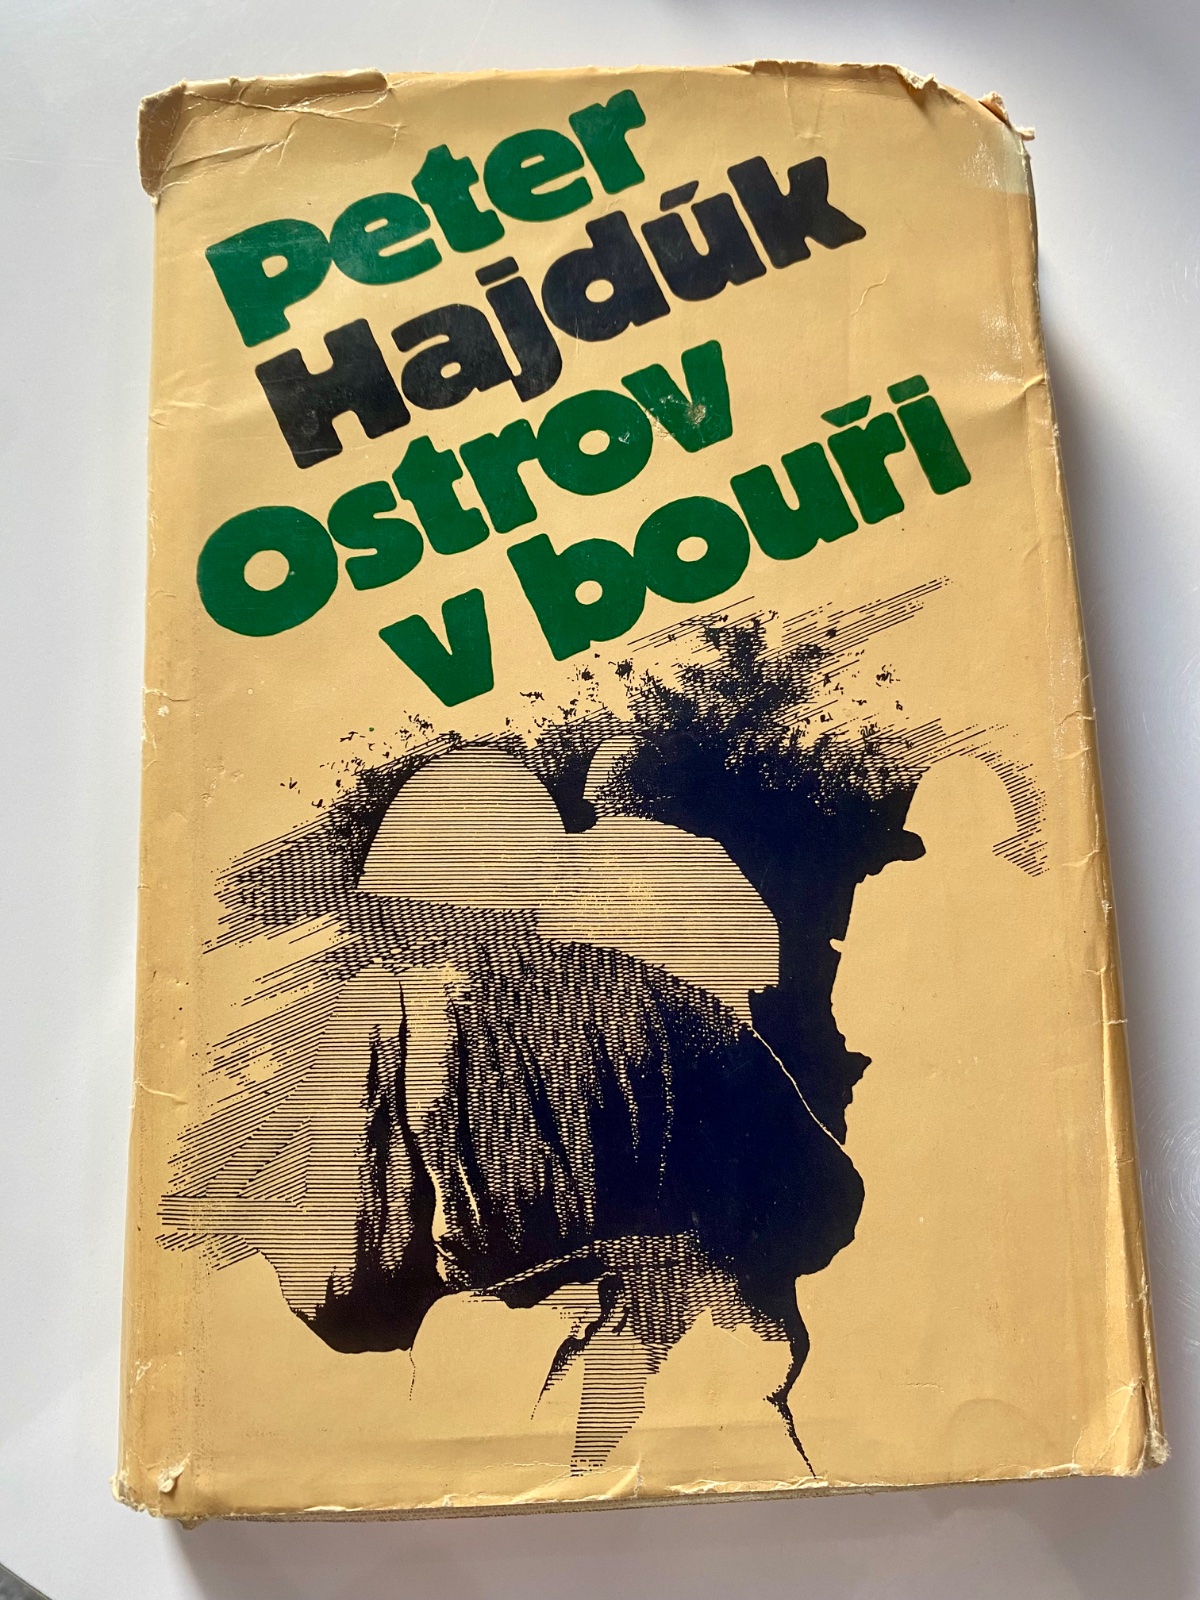 Peter
Hajdúk
Ostrov
v bouři